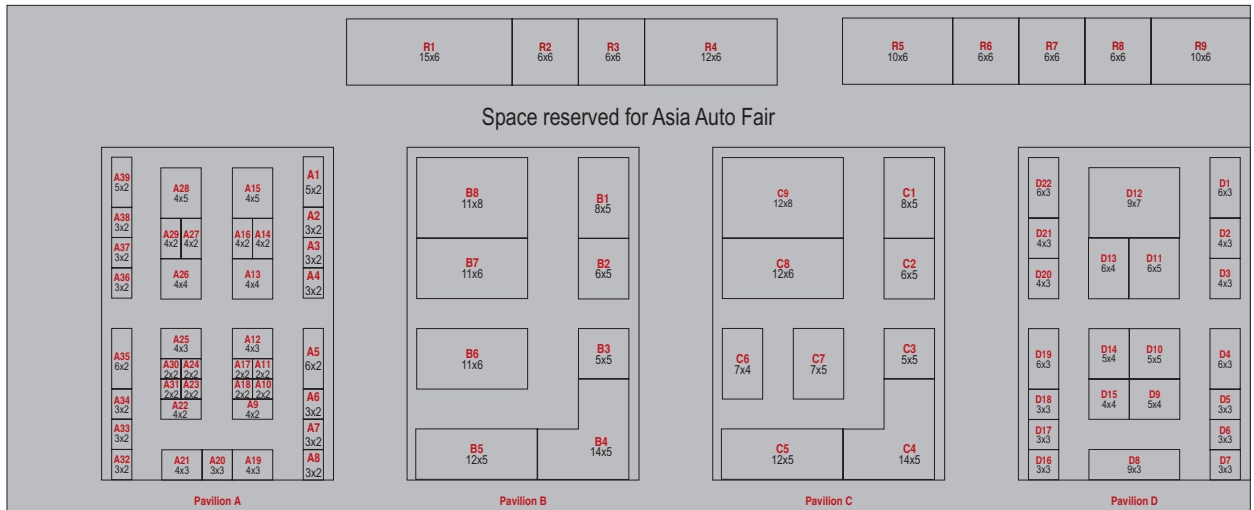 R1
15x6
R2
6x6
R3
6x6
R4
12x6
R5
10x6
R6
6x6
R7
6x6
R8
6x6
R9
10x6
Space reserved for Asia Auto Fair
A39
5x2
A38
3x2
A37
3x2
A36
3x2
A28
4x5
A29
4x2
A27
4x2
A26
4x4
A15
4x5
A16
4x2
A14
4x2
A13
4x4
A1
5x2
A2
3x2
A3
3x2
A4
3x2
A35
6x2
A34
3x2
A33
3x2
A32
3x2
A25
4x3
A30
2x2
A24
2x2
A31
2x2
A23
2x2
A22
4x2
A12
4x3
A17
2x2
A11
2x2
A18
2x2
A10
2x2
A9
4x2
A21
4x3
A20
3x3
A19
4x3
A5
6x2
A6
3x2
A7
3x2
A8
3x2
Pavilion A
B8
11x8
B1
8x5
B7
11x6
B2
6x5
B6
11x6
B3
5x5
B5
12x5
B4
14x5
Pavilion B
C9
12x8
C1
8x5
C8
12x6
C2
6x5
C6
7x4
C7
7x5
C3
5x5
C5
12x5
C4
14x5
Pavilion C
D22
6x3
D21
4x3
D20
4x3
D12
9x7
D13
6x4
D11
6x5
D1
6x3
D2
4x3
D3
4x3
D19
6x3
D18
3x3
D17
3x3
D16
3x3
D14
5x4
D10
5x5
D15
4x4
D9
5x4
D8
9x3
D4
6x3
D5
3x3
D6
3x3
D7
3x3
Pavilion D